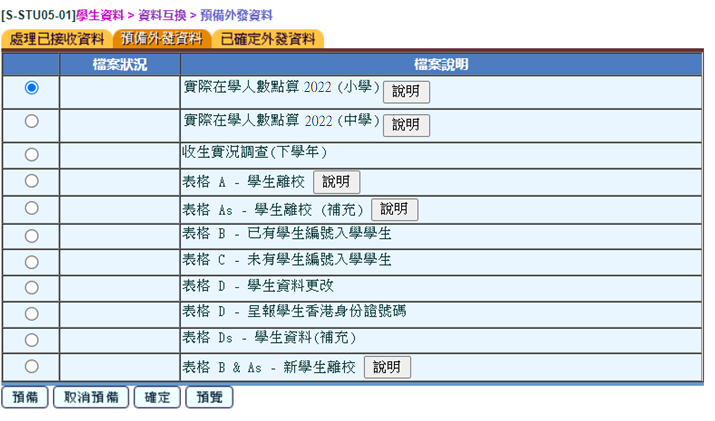 [S-STU05-01]學生資料 > 資料互換 > 預備外發資料
處理已接收資料 預備外發資料 已確定外發資料
檔案狀況 檔案說明
實際在學人數點算 2022 (小學) 說明
實際在學人數點算 2022 (中學) 說明
收生實況調查(下學年)
表格 A - 學生離校 說明
表格 As - 學生離校 (補充) 說明
表格 B - 已有學生編號入學學生
表格 C - 未有學生編號入學學生
表格 D - 學生資料更改
表格 D - 呈報學生香港身份證號碼
表格 Ds - 學生資料(補充)
表格 B & As - 新學生離校 說明
預備 取消預備 確定 預覽